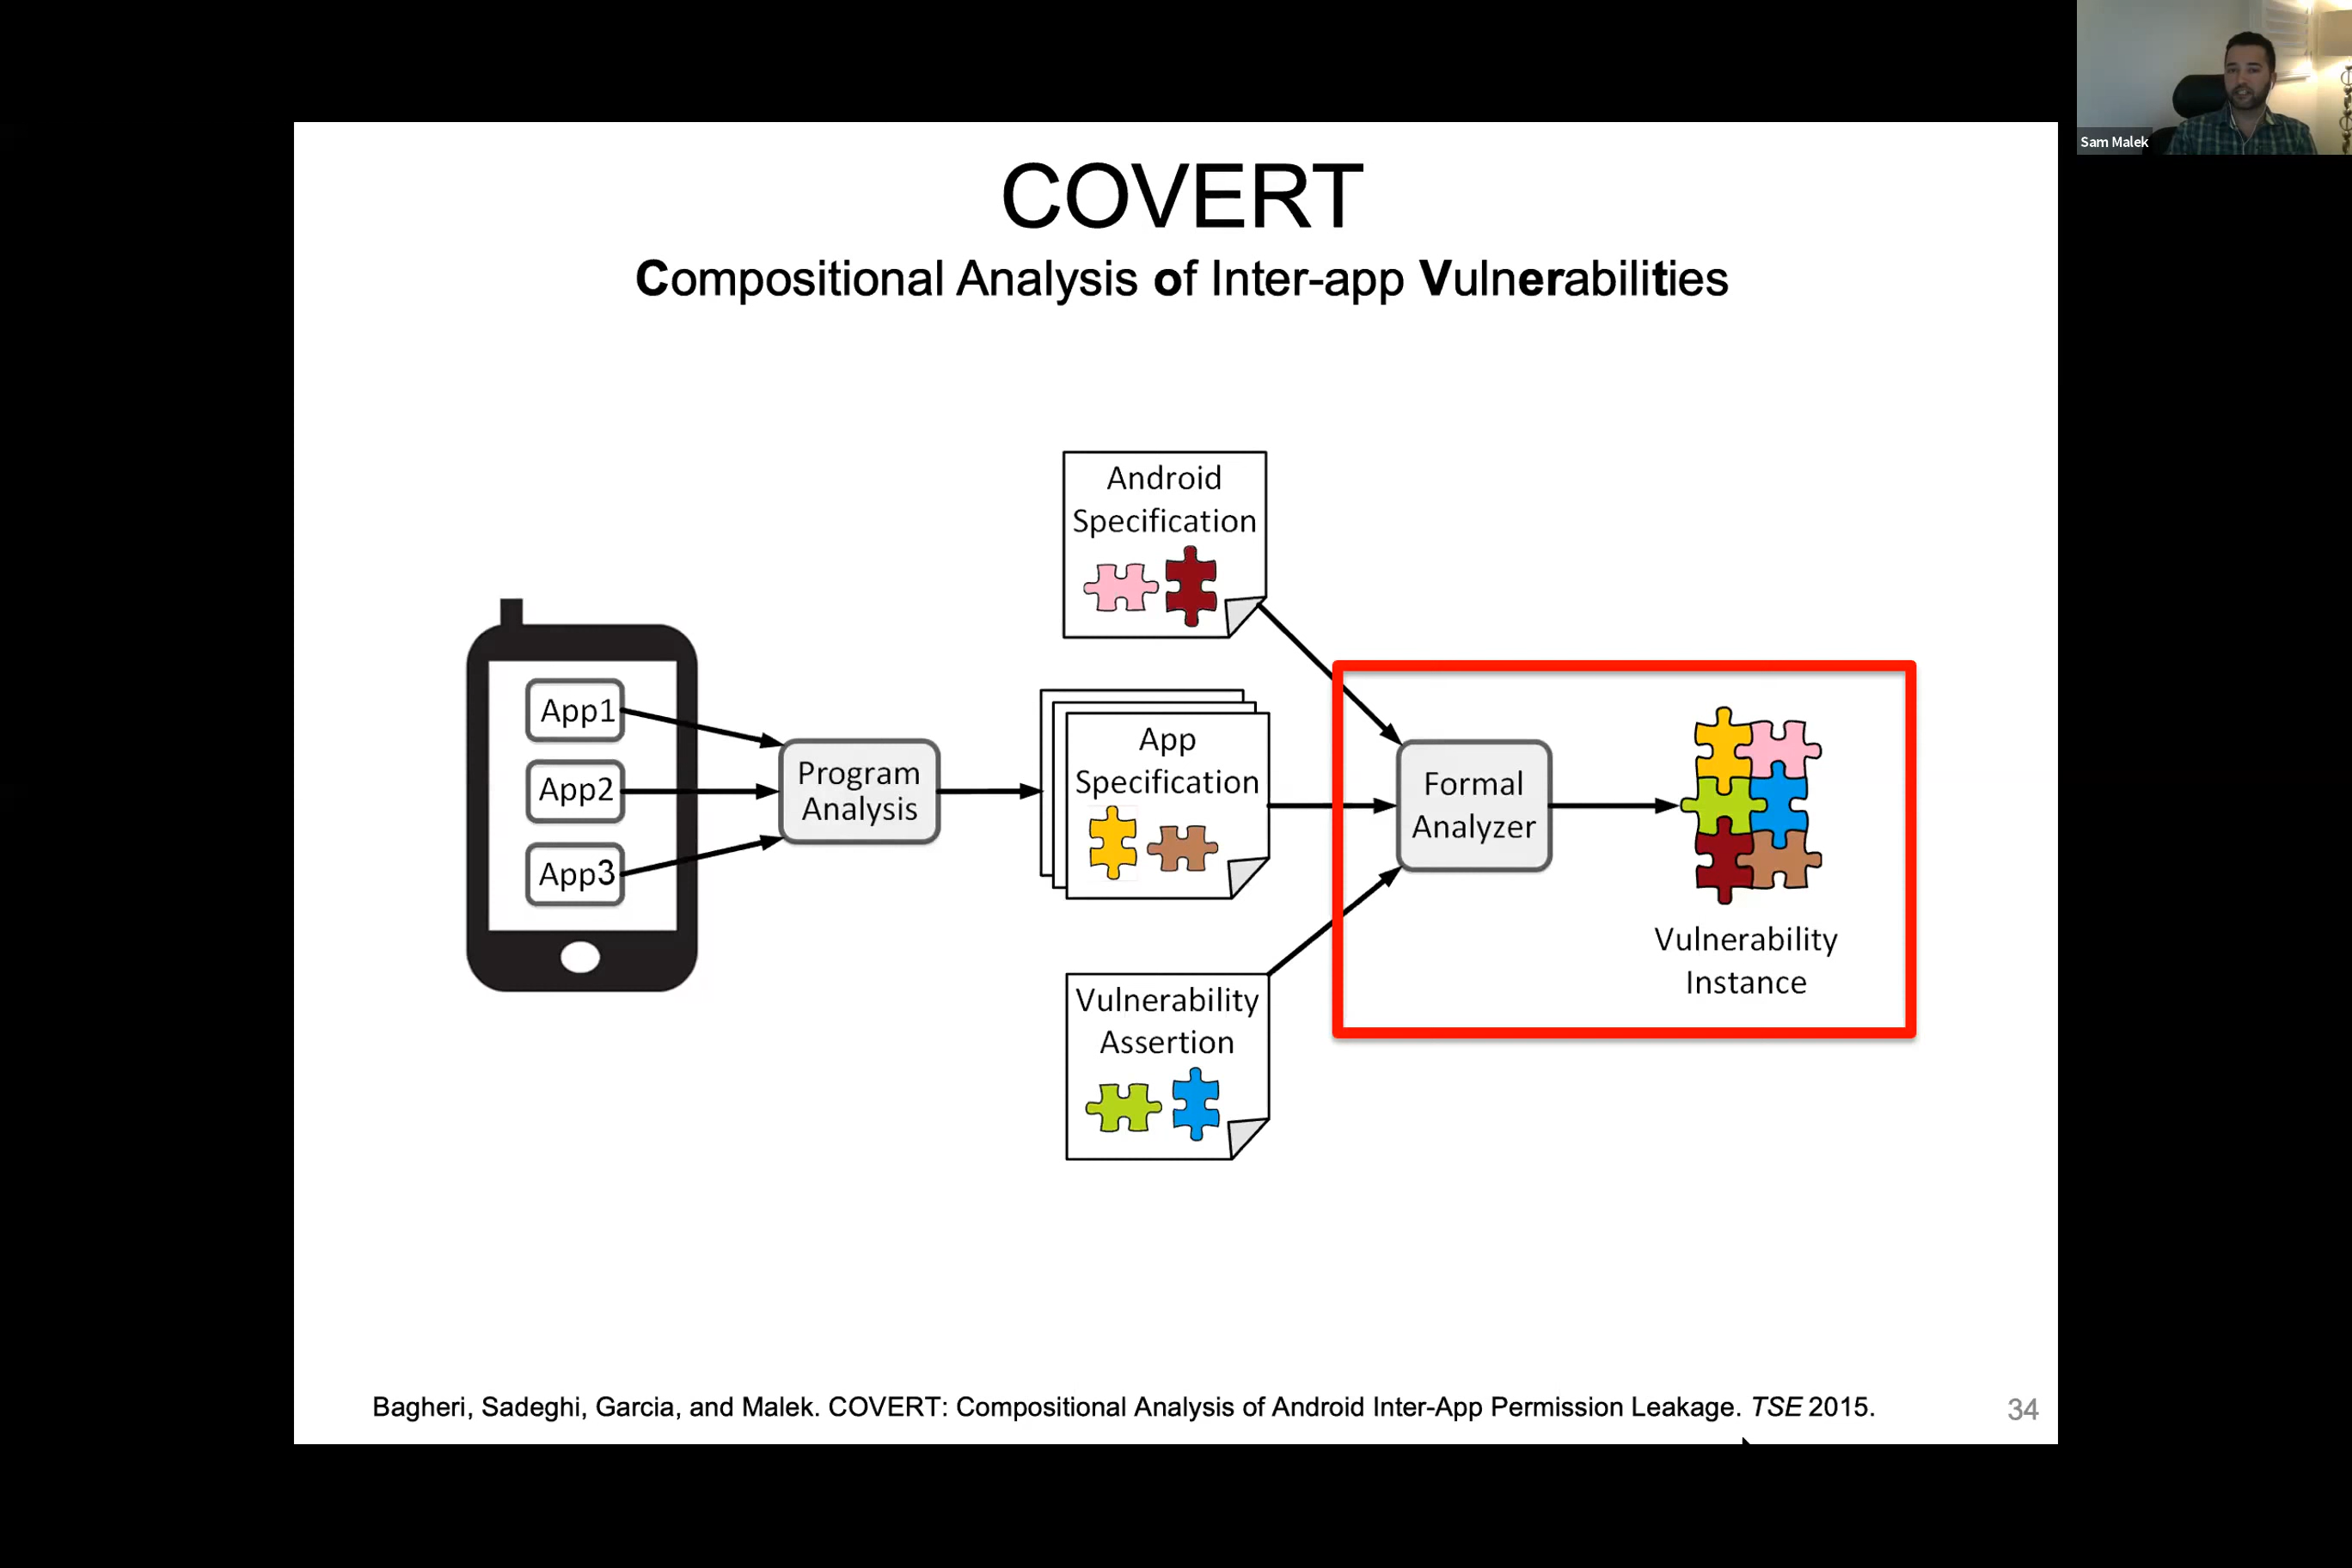 Sam Malek
COVERT
Compositional Analysis of Inter-app Vulnerabilities
Android
Specification
App1
App2
App3
Program
Analysis
App
Specification
Formal
Analyzer
Vulnerability
Instance
Vulnerability
Assertion
Bagheri, Sadeghi, Garcia, and Malek. COVERT: Compositional Analysis of Android Inter-App Permission Leakage. TSE 2015.
34